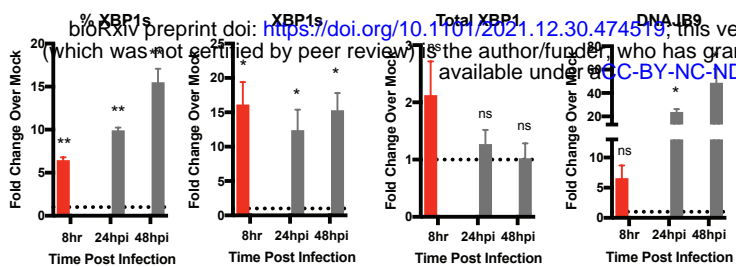 % XBP1s XBP1s Total XBP1 DNAJB9
bioRxiv preprint doi: https://doi.org/10.1101/2021.12.30.474519; this ve
(which was not certified by peer review) is the author/funder, who has gran
available under aCC-BY-NC-ND
Fold Change Over Mock
20
15
10
5
0
**
**
**
8hr 24hpi 48hpi
Time Post Infection
Fold Change Over Mock
25
20
15
10
5
0
*
*
*
8hr 24hpi 48hpi
Time Post Infection
Fold Change Over Mock
3
2
1
0
ns
ns
ns
8hr 24hpi 48hpi
Time Post Infection
Fold Change Over Mock
80
60
40
20
10
5
0
ns
*
8hr 24hpi 48hpi
Time Post Infection